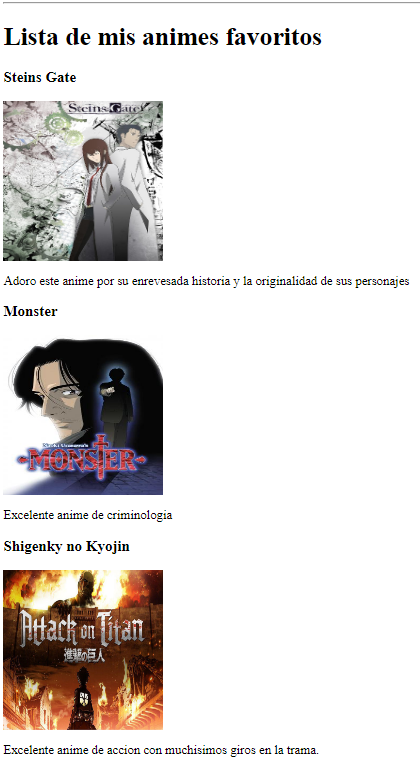 Lista de mis animes favoritos
Steins Gate
Steins;Gate
Adoro este anime por su enrevesada historia y la originalidad de sus personajes
Monster
Naoki Urasawa's
MONSTER
Excelente anime de criminologia
Shigenky no Kyojin
Attack on Titan
進撃の巨人
Excelente anime de accion con muchisimos giros en la trama.